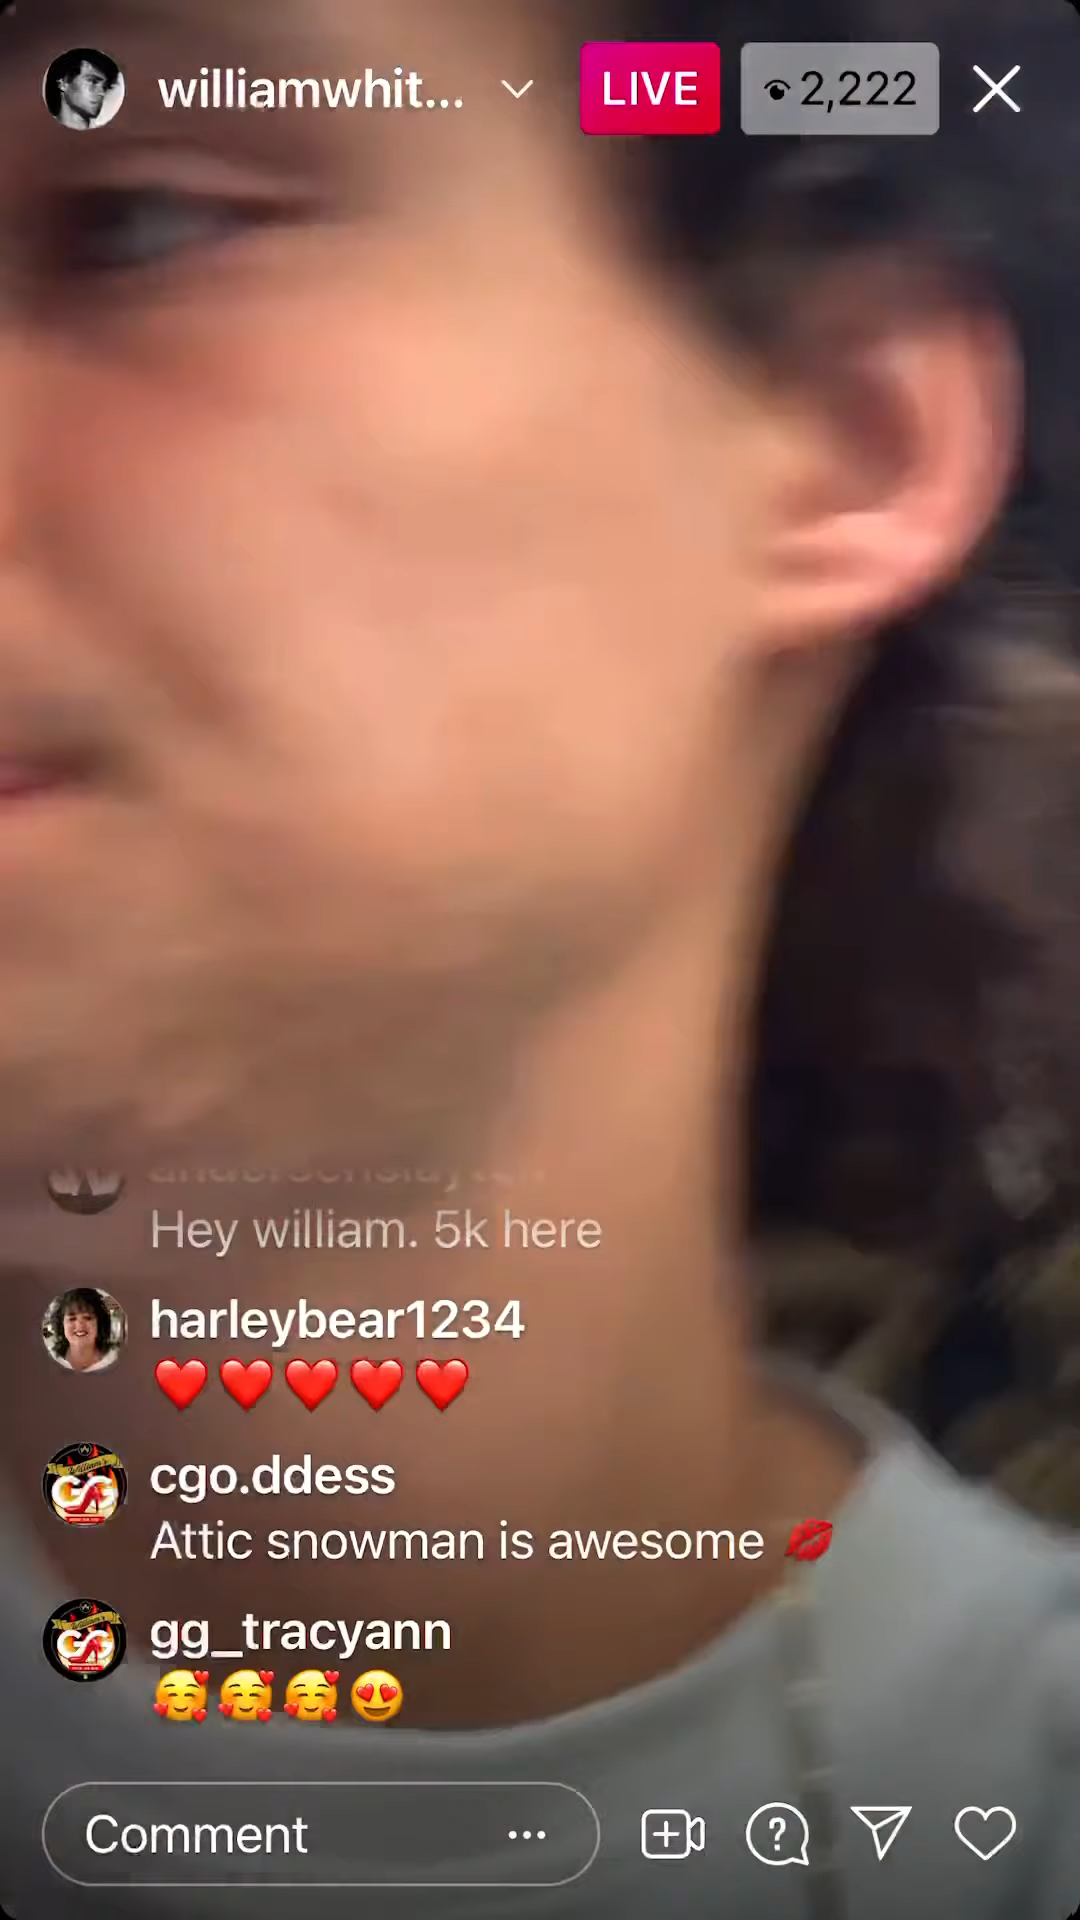 williamwhit...
LIVE
2,222
Hey william. 5k here
harleybear1234
❤️❤️❤️❤️❤️
cgo.ddess
Attic snowman is awesome 💋
gg_tracyann
🥰🥰🥰😍
Comment